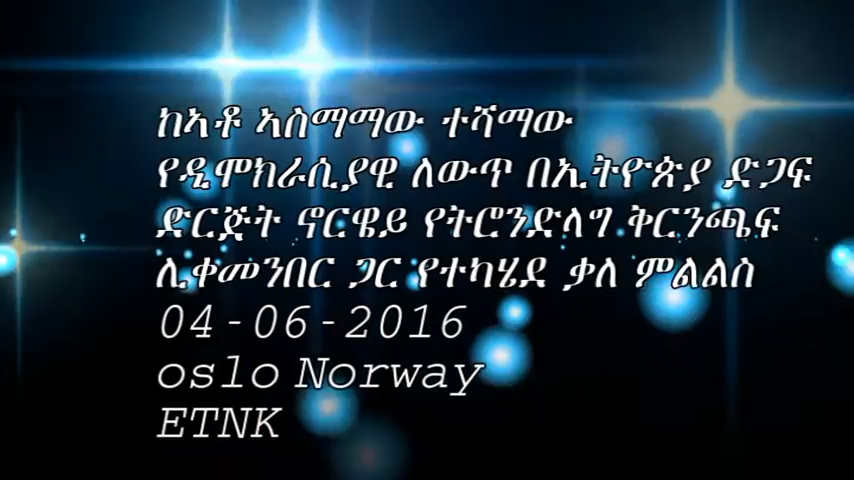 ከኣቶ ኣስማማው ተሻማው
የዲሞክራሲያዊ ለውጥ በኢትዮጵያ ድጋፍ
ድርጅት ኖርዌይ የትሮንድላግ ቅርንጫፍ
ሊቀመንበር ጋር የተካሄደ ቃለ ምልልስ
04-06-2016
oslo Norway
ETNK